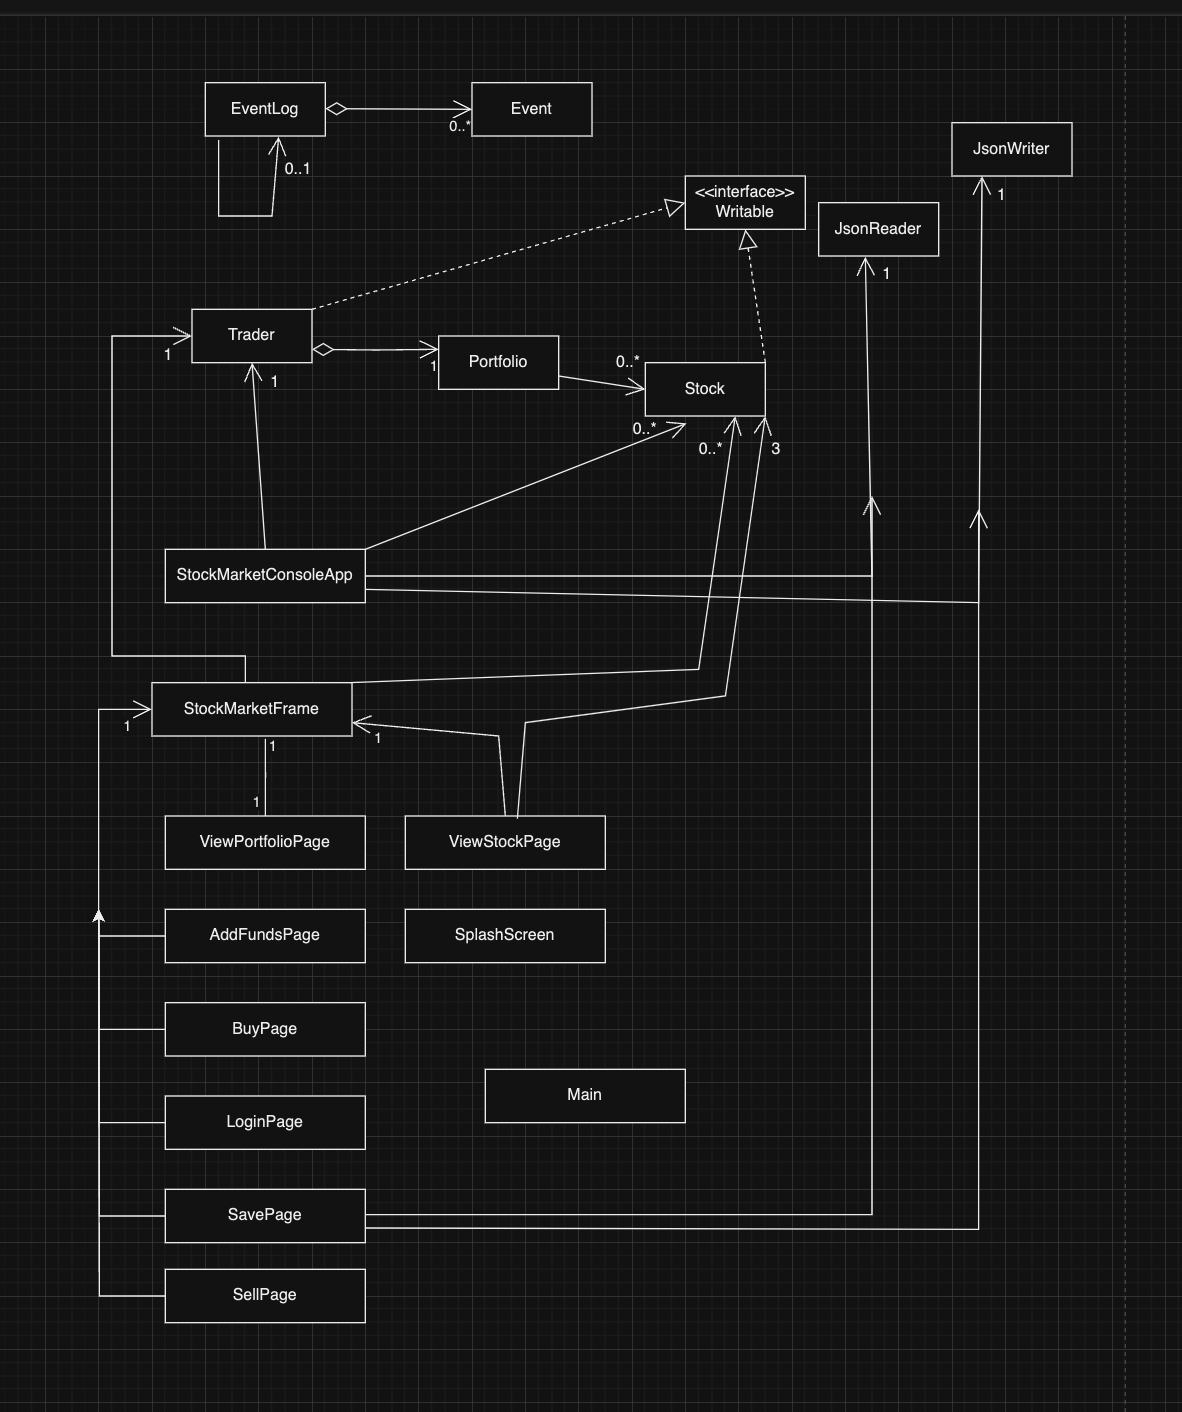 EventLog
Event
0..*
0..1
JsonWriter
1
<<interface>>
Writable
JsonReader
1
Trader
1
1
Portfolio
1
0..*
Stock
0..*
0..*
3
StockMarketConsoleApp
StockMarketFrame
1
1
1
1
ViewPortfolioPage
ViewStockPage
AddFundsPage
SplashScreen
BuyPage
Main
LoginPage
SavePage
SellPage